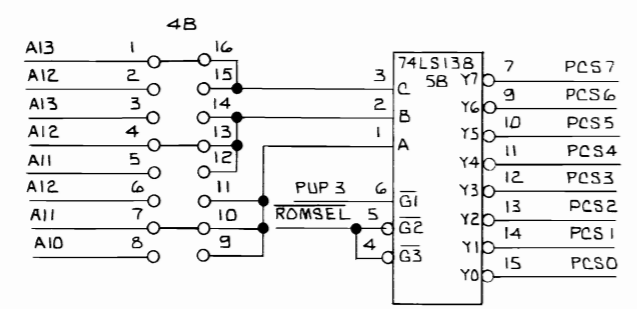 4B
A13 1 16
A12 2 15
A13 3 14
A12 4 13
A11 5 12
A12 6 11
A11 7 10
A10 8 9
74LS138
5B
3 C Y7 7 PCS7
2 B Y6 9 PCS6
1 A Y5 10 PCS5
Y4 11 PCS4
PUP 3 6 G1 Y3 12 PCS3
ROMSEL 5 G2 Y2 13 PCS2
4 G3 Y1 14 PCS1
Y0 15 PCS0